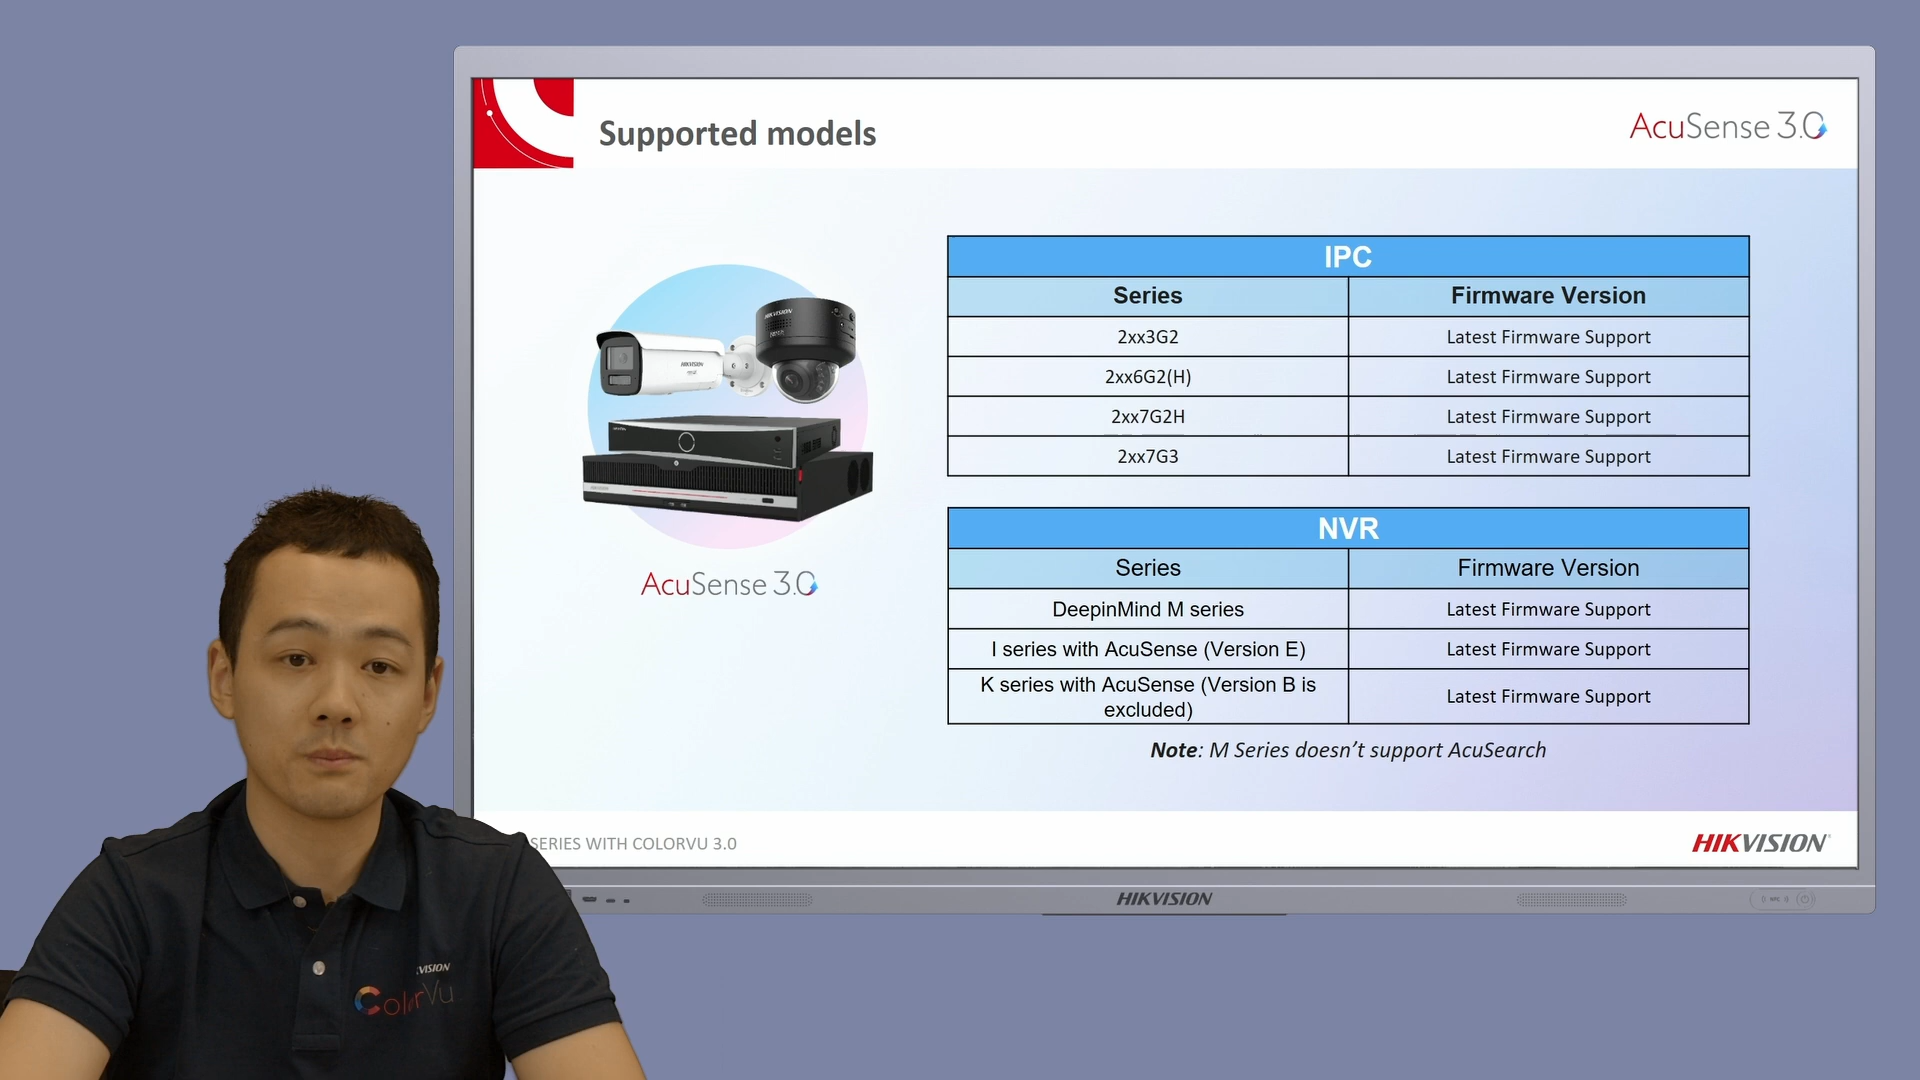 Supported models
AcuSense 3.0
IPC
Series Firmware Version
2xx3G2 Latest Firmware Support
2xx6G2(H) Latest Firmware Support
2xx7G2H Latest Firmware Support
2xx7G3 Latest Firmware Support
HIKVISION
HIKVISION
AcuSense 3.0
NVR
Series Firmware Version
DeepinMind M series Latest Firmware Support
I series with AcuSense (Version E) Latest Firmware Support
K series with AcuSense (Version B is
excluded) Latest Firmware Support
Note: M Series doesn’t support AcuSearch
SERIES WITH COLORVU 3.0
HIKVISION
HIKVISION
ColorVu